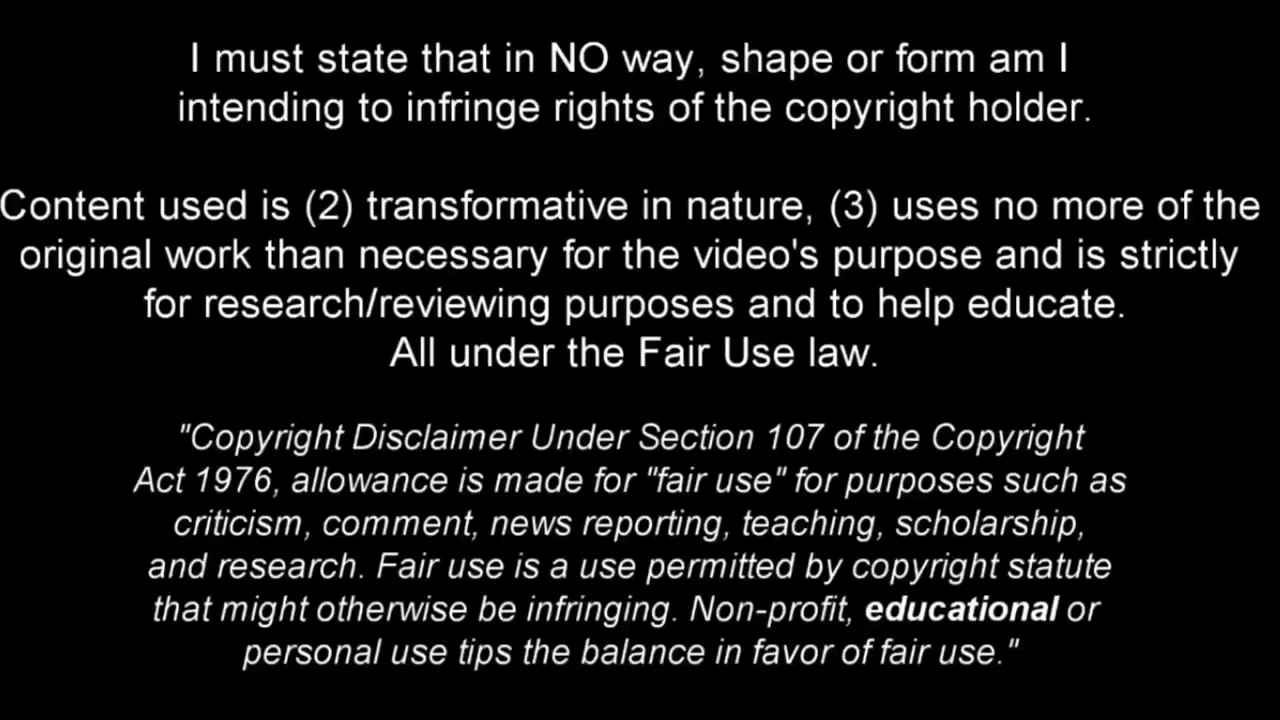 I must state that in NO way, shape or form am I
intending to infringe rights of the copyright holder.
Content used is (2) transformative in nature, (3) uses no more of the
original work than necessary for the video's purpose and is strictly
for research/reviewing purposes and to help educate.
All under the Fair Use law.
"Copyright Disclaimer Under Section 107 of the Copyright
Act 1976, allowance is made for "fair use" for purposes such as
criticism, comment, news reporting, teaching, scholarship,
and research. Fair use is a use permitted by copyright statute
that might otherwise be infringing. Non-profit, educational or
personal use tips the balance in favor of fair use."